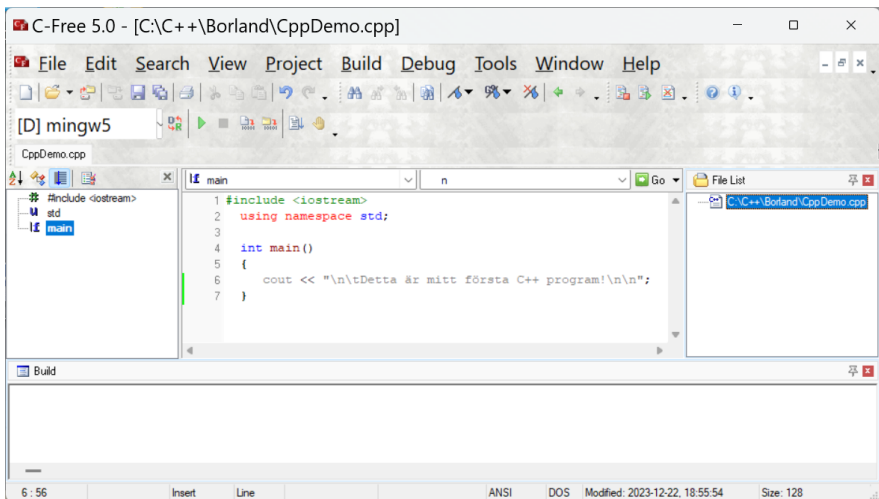 C-Free 5.0 - [C:\C++\Borland\CppDemo.cpp]
File Edit Search View Project Build Debug Tools Window Help
[D] mingw5
CppDemo.cpp
#include <iostream>
std
main
main n Go
1 #include <iostream>
2 using namespace std;
3
4 int main()
5 {
6 cout << "\n\tDetta är mitt första C++ program!\n\n";
7 }
File List
C:\C++\Borland\CppDemo.cpp
Build
6 : 56 Insert Line ANSI DOS Modified: 2023-12-22, 18:55:54 Size: 128